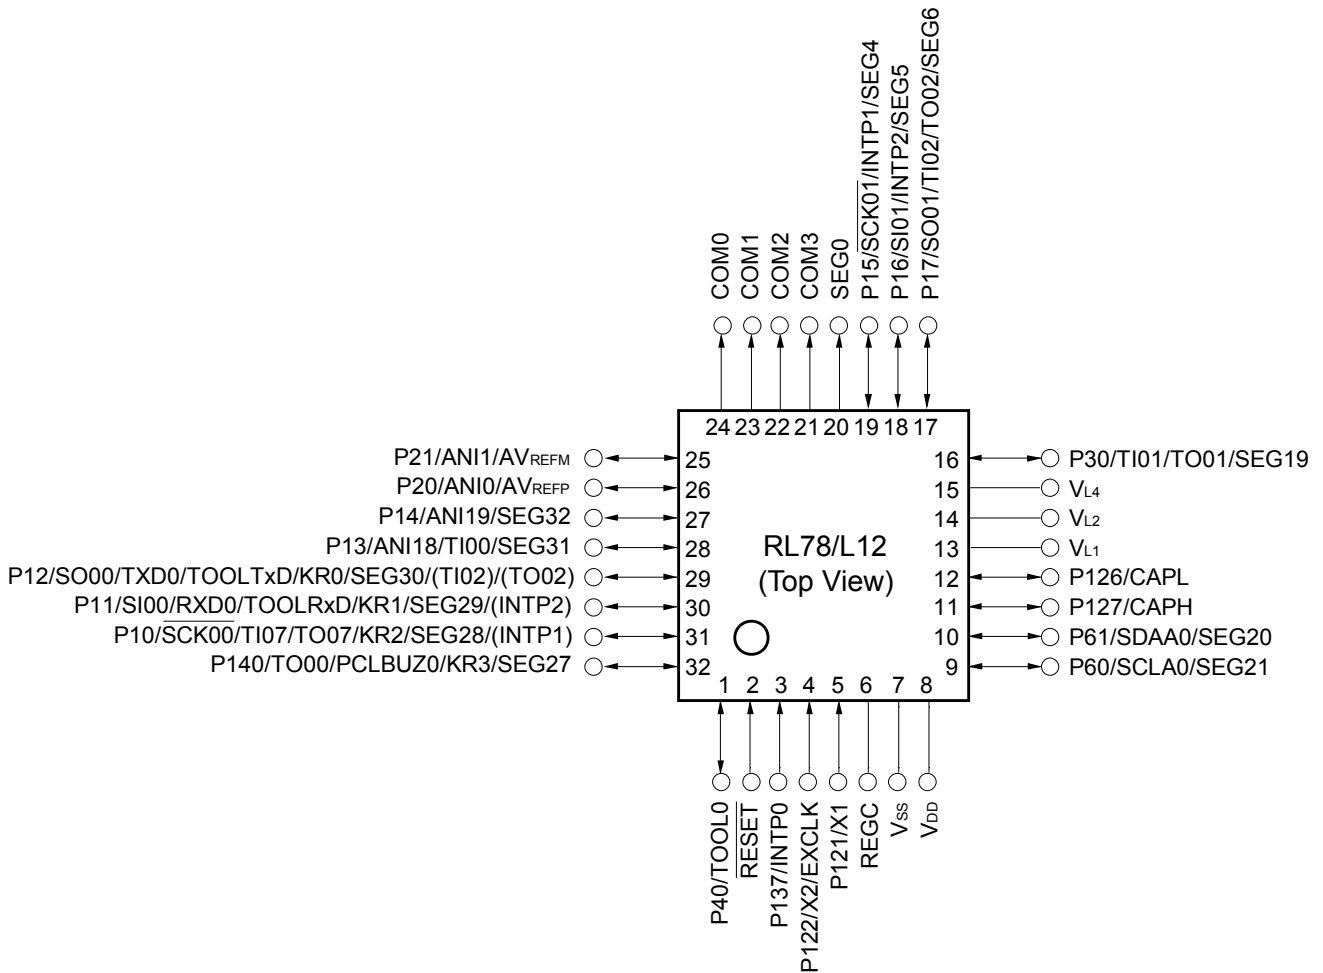 COM0
COM1
COM2
COM3
SEG0
P15/SCK01/INTP1/SEG4
P16/SI01/INTP2/SEG5
P17/SO01/TI02/TO02/SEG6
24 23 22 21 20 19 18 17
P21/ANI1/AVREFM
P20/ANI0/AVREFP
P14/ANI19/SEG32
P13/ANI18/TI00/SEG31
P12/SO00/TXD0/TOOLTxD/KR0/SEG30/(TI02)/(TO02)
P11/SI00/RXD0/TOOLRxD/KR1/SEG29/(INTP2)
P10/SCK00/TI07/TO07/KR2/SEG28/(INTP1)
P140/TO00/PCLBUZ0/KR3/SEG27
25
26
27
28
29
30
31
32
RL78/L12
(Top View)
16
15
14
13
12
11
10
9
P30/TI01/TO01/SEG19
VL4
VL2
VL1
P126/CAPL
P127/CAPH
P61/SDAA0/SEG20
P60/SCLA0/SEG21
1 2 3 4 5 6 7 8
P40/TOOL0
RESET
P137/INTP0
P122/X2/EXCLK
P121/X1
REGC
VSS
VDD